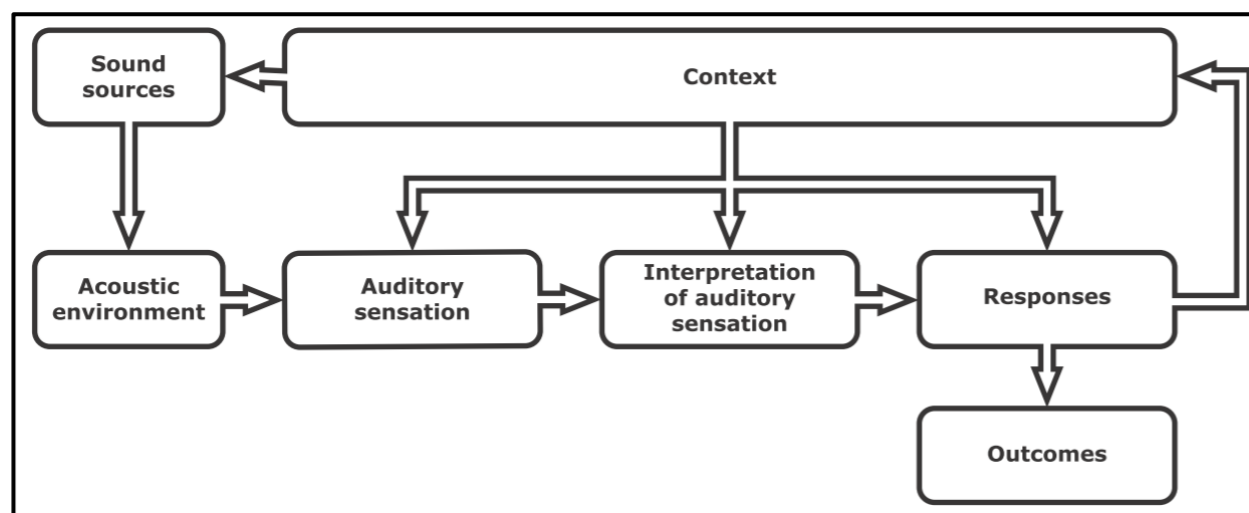 Sound
sources
Context
Acoustic
environment
Auditory
sensation
Interpretation
of auditory
sensation
Responses
Outcomes